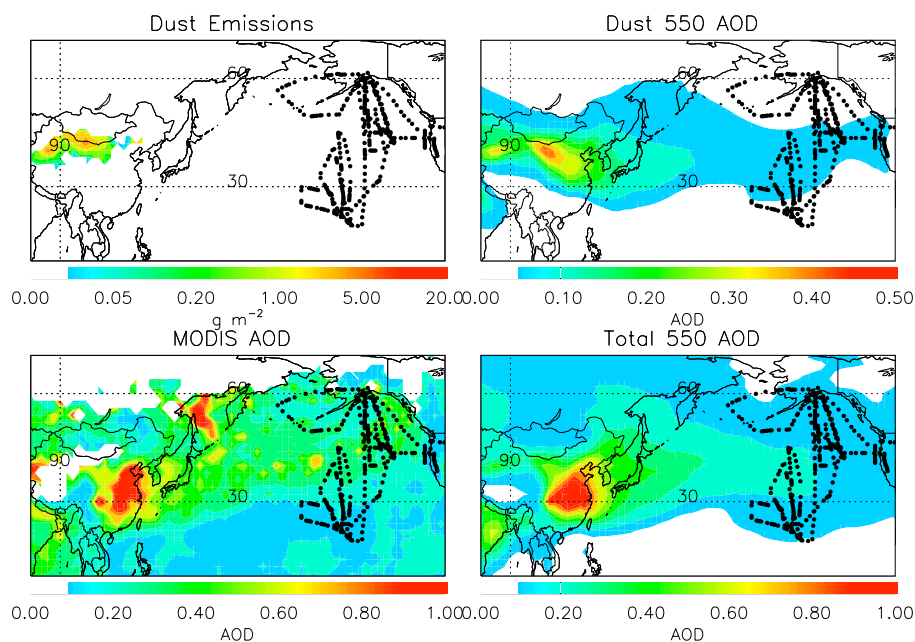 Dust Emissions
60
90
30
0.00 0.05 0.20 1.00 5.00 20.00
g m-2
Dust 550 AOD
60
90
30
0.00 0.10 0.20 0.30 0.40 0.50
AOD
MODIS AOD
60
90
30
0.00 0.20 0.40 0.60 0.80 1.00
AOD
Total 550 AOD
60
90
30
0.00 0.20 0.40 0.60 0.80 1.00
AOD